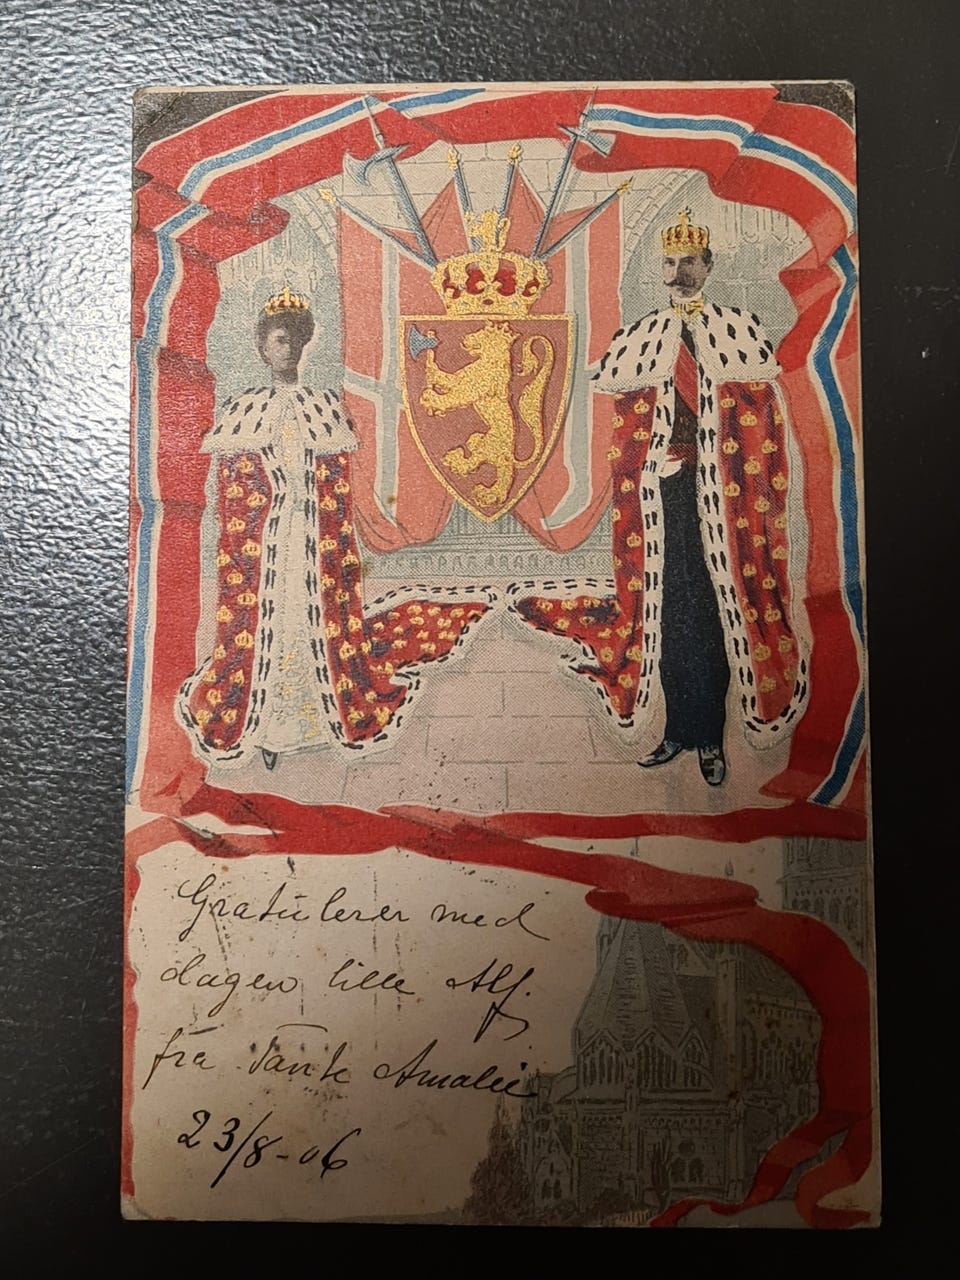 Gratulerer med
dagen lille Alf.
fra Tante Amalie
23/8-06